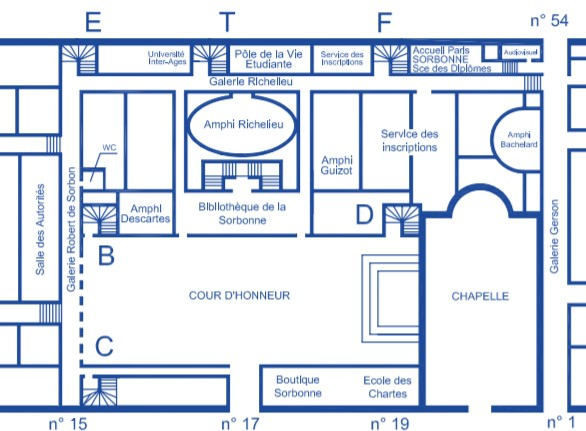 E
T
F
n° 54
Université
Inter-Ages
Pôle de la Vie
Etudiante
Service des
Inscriptions
Accueil Paris
SORBONNE
Sce des Diplômes
Audiovisuel
Galerie Richelieu
Amphi Richelieu
Service des
inscriptions
Amphi
Bachelard
WC
Amphi
Guizot
Amphi
Descartes
Bibliothèque de la
Sorbonne
D
Salle des Autorités
Galerie Robert de Sorbon
Galerie Gerson
B
COUR D'HONNEUR
CHAPELLE
C
Boutique
Sorbonne
Ecole des
Chartes
n° 15
n° 17
n° 19
n° 1